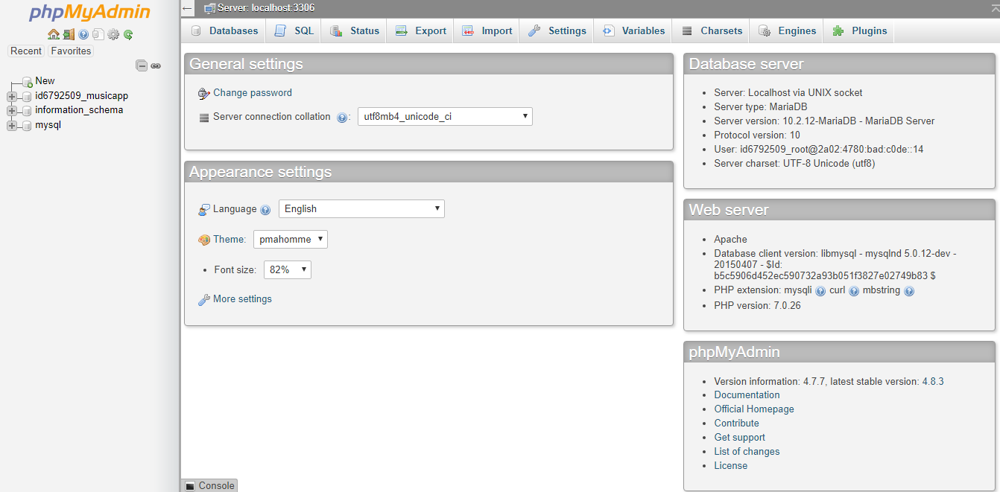 phpMyAdmin
Recent Favorites
New
id6792509_musicapp
information_schema
mysql
Server: localhost:3306
Databases SQL Status Export Import Settings Variables Charsets Engines Plugins
General settings
Change password
Server connection collation : utf8mb4_unicode_ci
Appearance settings
Language English
Theme: pmahomme
• Font size: 82%
More settings
Database server
• Server: Localhost via UNIX socket
• Server type: MariaDB
• Server version: 10.2.12-MariaDB - MariaDB Server
• Protocol version: 10
• User: id6792509_root@2a02:4780:bad:c0de::14
• Server charset: UTF-8 Unicode (utf8)
Web server
• Apache
• Database client version: libmysql - mysqlnd 5.0.12-dev -
20150407 - $Id:
b5c5906d452ec590732a93b051f3827e02749b83 $
• PHP extension: mysqli curl mbstring
• PHP version: 7.0.26
phpMyAdmin
• Version information: 4.7.7, latest stable version: 4.8.3
• Documentation
• Official Homepage
• Contribute
• Get support
• List of changes
• License
Console